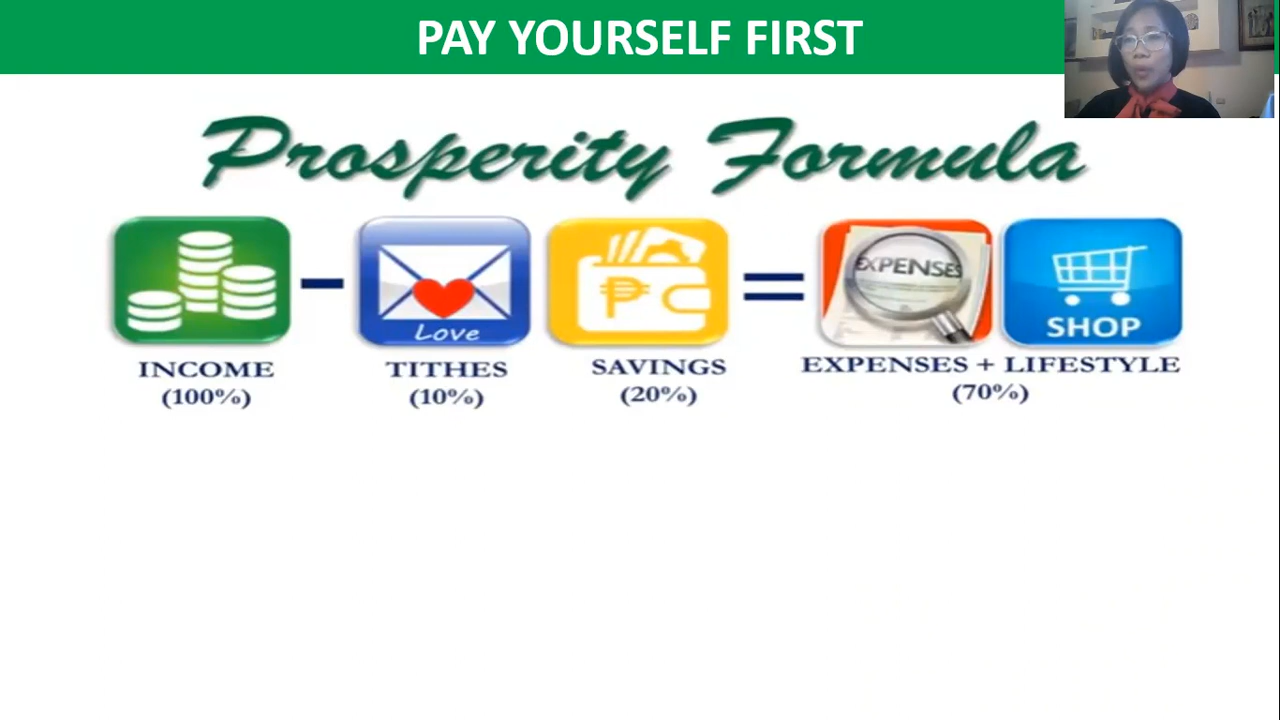 PAY YOURSELF FIRST
Prosperity Formula
EXPENSES
Love
SHOP
INCOME
(100%)
TITHES
(10%)
SAVINGS
(20%)
EXPENSES + LIFESTYLE
(70%)